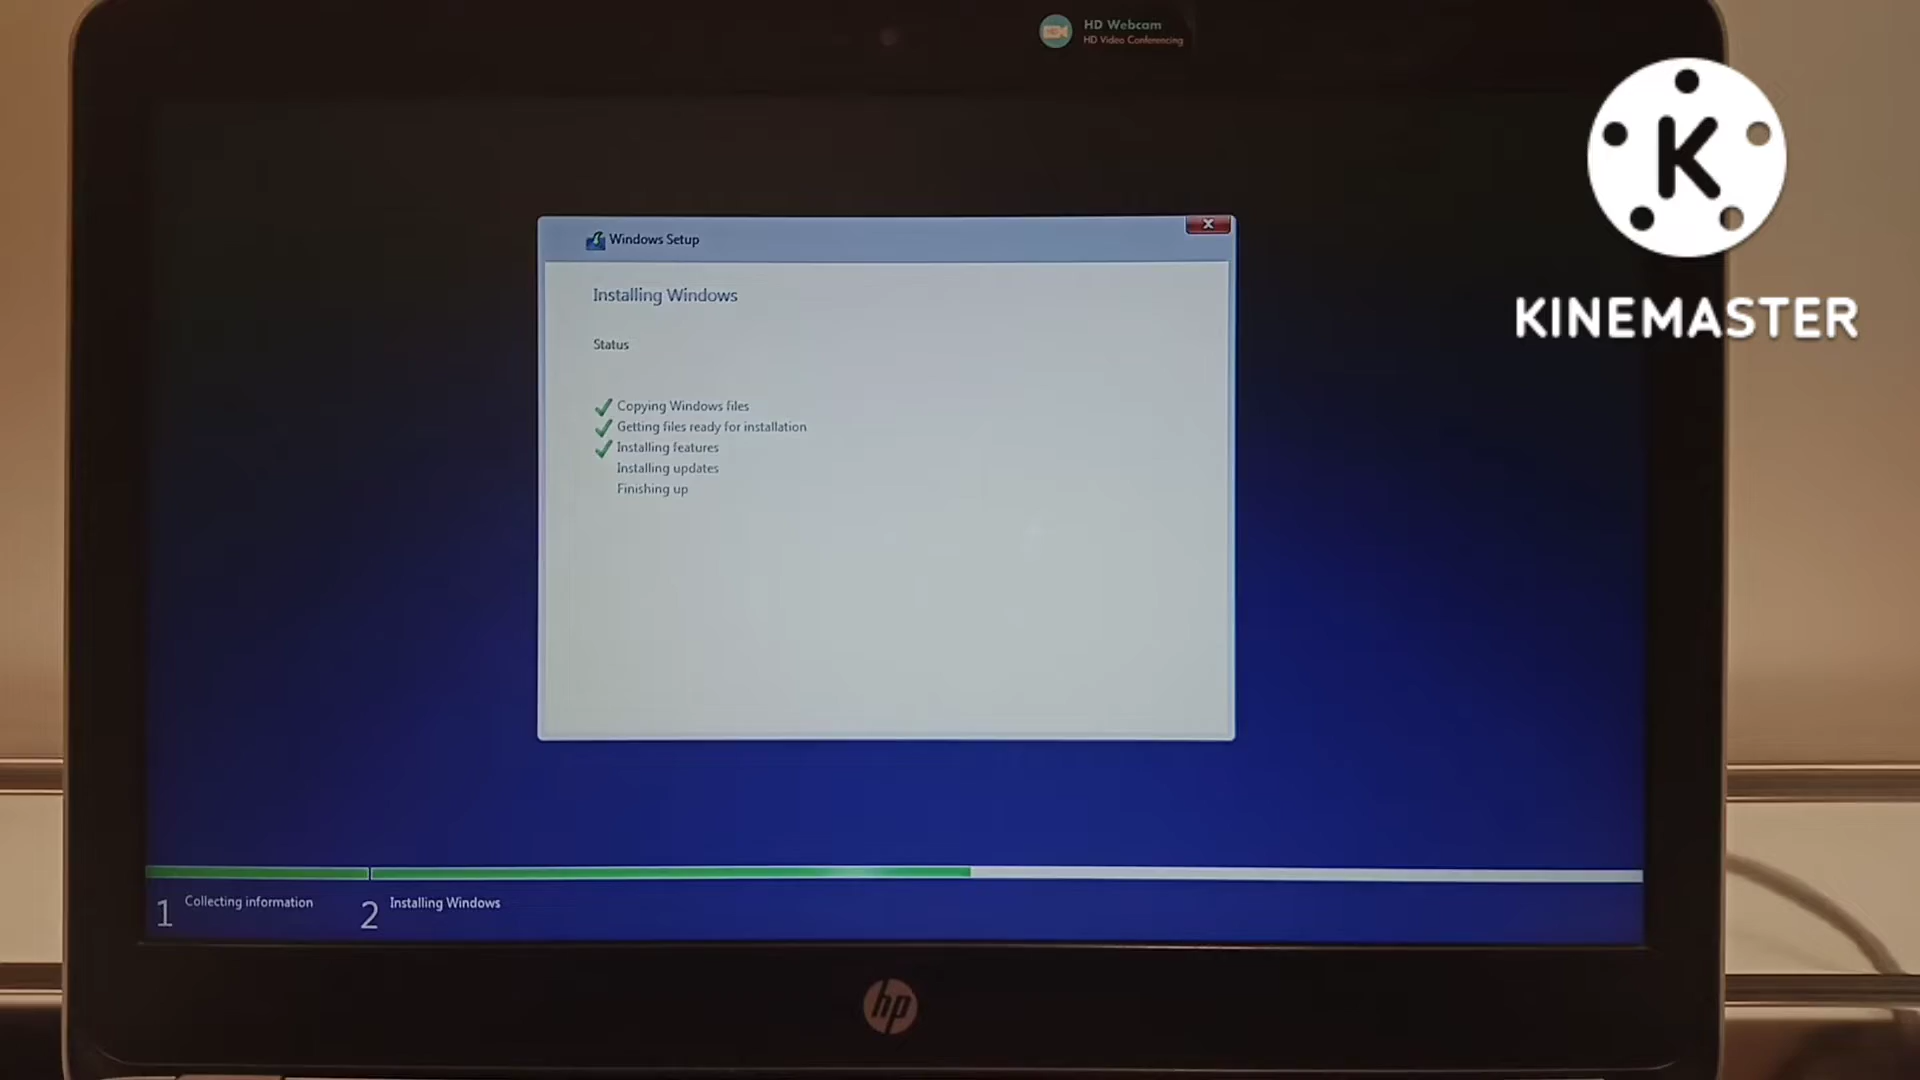 HD Webcam
HD Video Conferencing
K
KINEMASTER
Windows Setup
Installing Windows
Status
Copying Windows files
Getting files ready for installation
Installing features
Installing updates
Finishing up
1 Collecting information
2 Installing Windows
hp